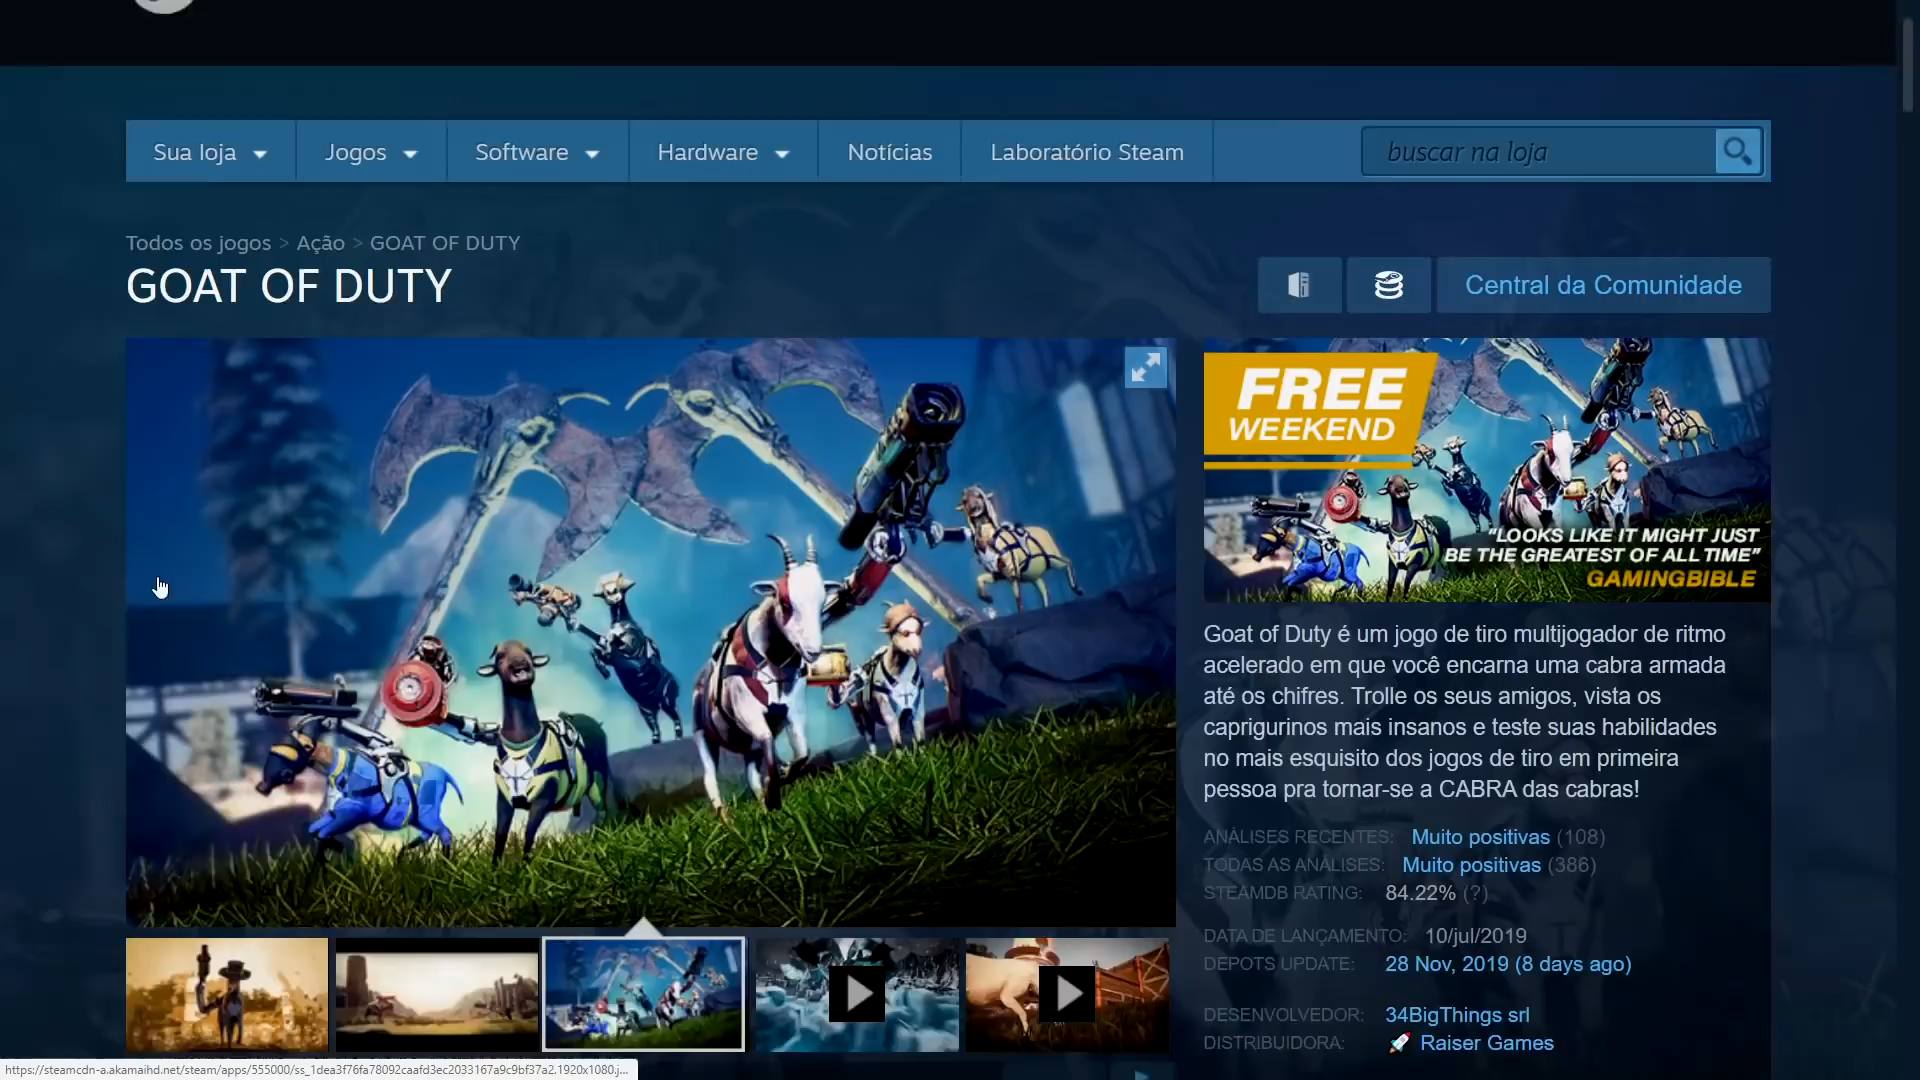 Sua loja
Jogos
Software
Hardware
Notícias
Laboratório Steam
buscar na loja
Todos os jogos > Ação > GOAT OF DUTY
GOAT OF DUTY
Central da Comunidade
FREE
WEEKEND
"LOOKS LIKE IT MIGHT JUST
BE THE GREATEST OF ALL TIME"
GAMINGBIBLE
Goat of Duty é um jogo de tiro multijogador de ritmo
acelerado em que você encarna uma cabra armada
até os chifres. Trolle os seus amigos, vista os
caprigurinos mais insanos e teste suas habilidades
no mais esquisito dos jogos de tiro em primeira
pessoa pra tornar-se a CABRA das cabras!
ANÁLISES RECENTES: Muito positivas (108)
TODAS AS ANÁLISES: Muito positivas (386)
STEAMDB RATING: 84.22% (?)
DATA DE LANÇAMENTO: 10/jul/2019
DEPOTS UPDATE: 28 Nov, 2019 (8 days ago)
DESENVOLVEDOR: 34BigThings srl
DISTRIBUIDORA: 🚀 Raiser Games
https://steamcdn-a.akamaihd.net/steam/apps/555000/ss_1dea3f76fa78092caafd3ec2033167a9c9bf37a2.1920x1080.j...